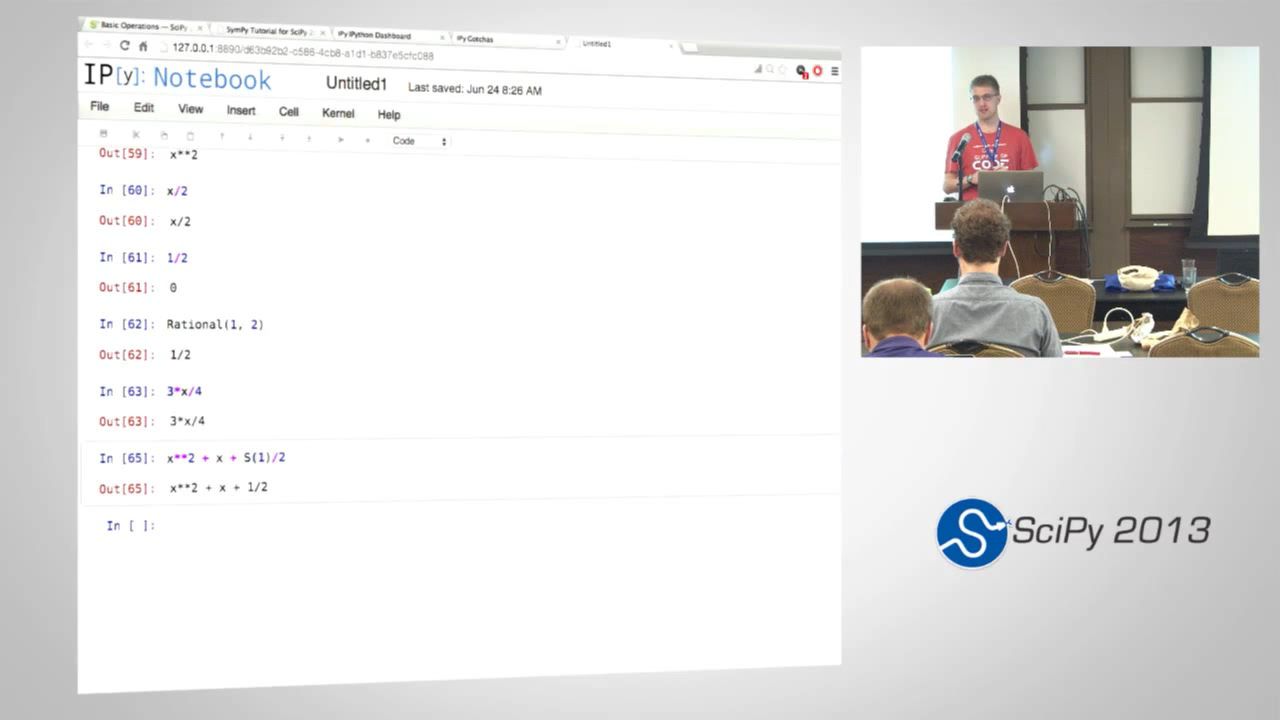 Basic Operations — SciPy
SymPy Tutorial for SciPy 2
IPy IPython Dashboard
IPy Gotchas
Untitled1
127.0.0.1:8890/d63b92b2-c586-4cb8-a1d1-b837e5cfc088
IP[y]: Notebook
Untitled1
Last saved: Jun 24 8:26 AM
File Edit View Insert Cell Kernel Help
Code
Out[59]: x**2
In [60]: x/2
Out[60]: x/2
In [61]: 1/2
Out[61]: 0
In [62]: Rational(1, 2)
Out[62]: 1/2
In [63]: 3*x/4
Out[63]: 3*x/4
In [65]: x**2 + x + S(1)/2
Out[65]: x**2 + x + 1/2
In [ ]:
CODE
SciPy 2013